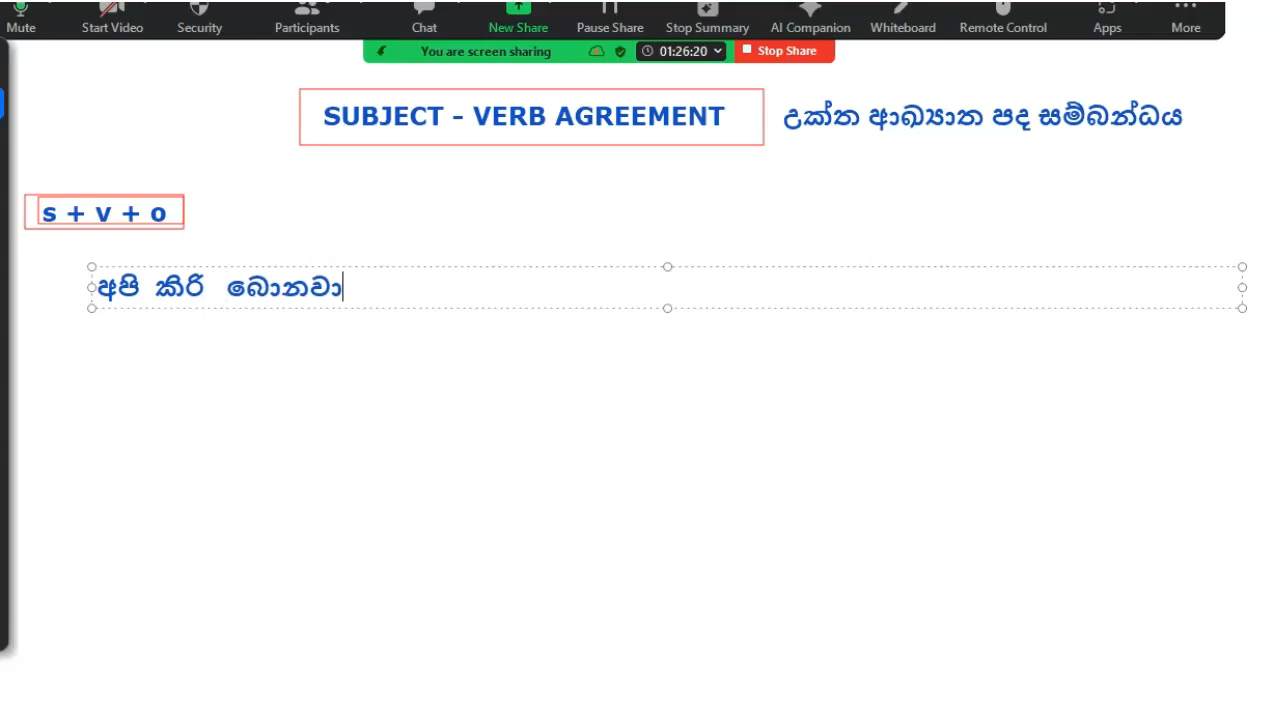 Mute Start Video Security Participants Chat New Share Pause Share Stop Summary AI Companion Whiteboard Remote Control Apps More
You are screen sharing 01:26:20 Stop Share
SUBJECT - VERB AGREEMENT උක්ත ආඛ්‍යාත පද සම්බන්ධය
s + v + o
අපි කිරි බොනවා